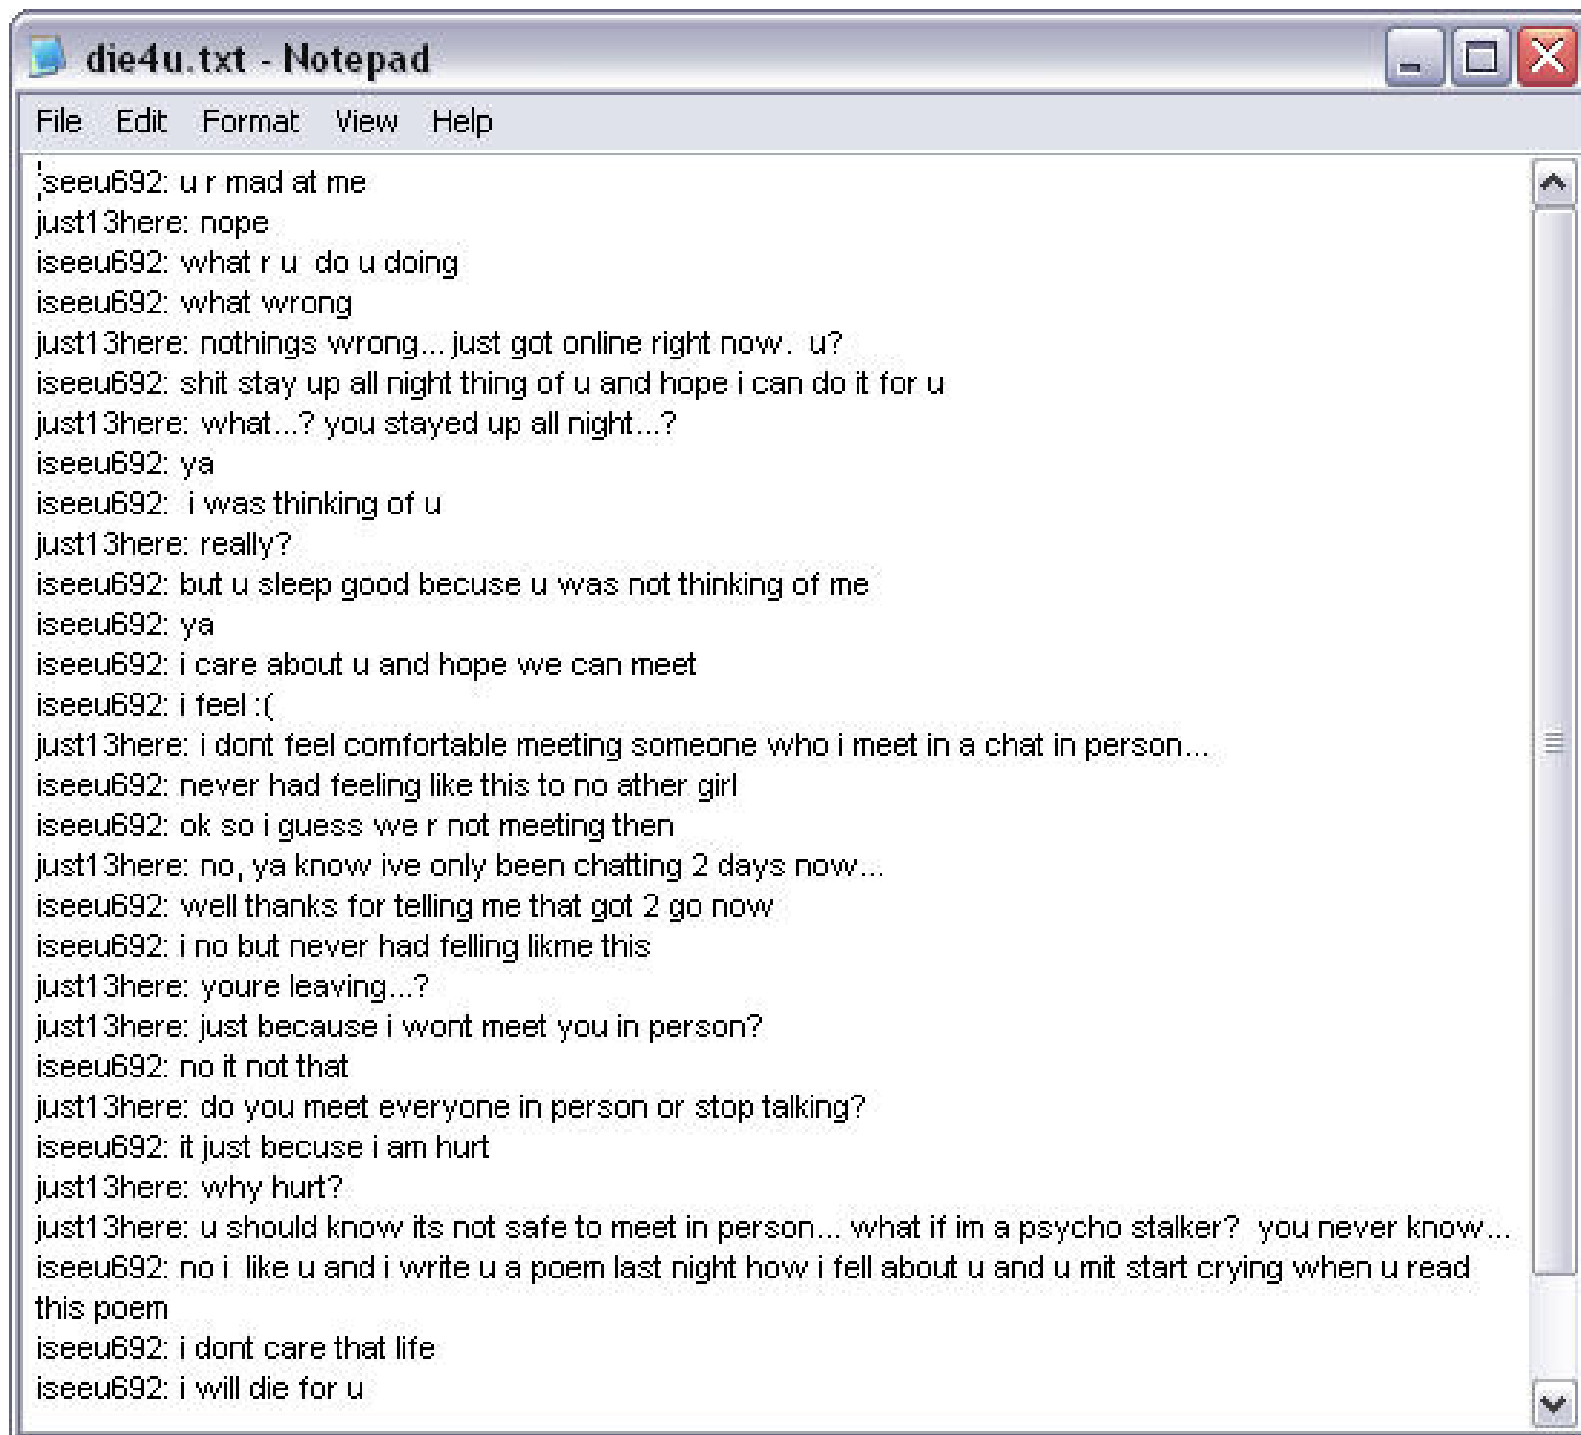 die4u.txt - Notepad
File Edit Format View Help
iseeu692: u r mad at me
just13here: nope
iseeu692: what r u  do u doing
iseeu692: what wrong
just13here: nothings wrong... just got online right now.  u?
iseeu692: shit stay up all night thing of u and hope i can do it for u
just13here: what...? you stayed up all night...?
iseeu692: ya
iseeu692:  i was thinking of u
just13here: really?
iseeu692: but u sleep good becuse u was not thinking of me
iseeu692: ya
iseeu692: i care about u and hope we can meet
iseeu692: i feel :(
just13here: i dont feel comfortable meeting someone who i meet in a chat in person...
iseeu692: never had feeling like this to no ather girl
iseeu692: ok so i guess we r not meeting then
just13here: no, ya know ive only been chatting 2 days now...
iseeu692: well thanks for telling me that got 2 go now
iseeu692: i no but never had felling likme this
just13here: youre leaving...?
just13here: just because i wont meet you in person?
iseeu692: no it not that
just13here: do you meet everyone in person or stop talking?
iseeu692: it just becuse i am hurt
just13here: why hurt?
just13here: u should know its not safe to meet in person... what if im a psycho stalker?  you never know...
iseeu692: no i  like u and i write u a poem last night how i fell about u and u mit start crying when u read
this poem
iseeu692: i dont care that life
iseeu692: i will die for u